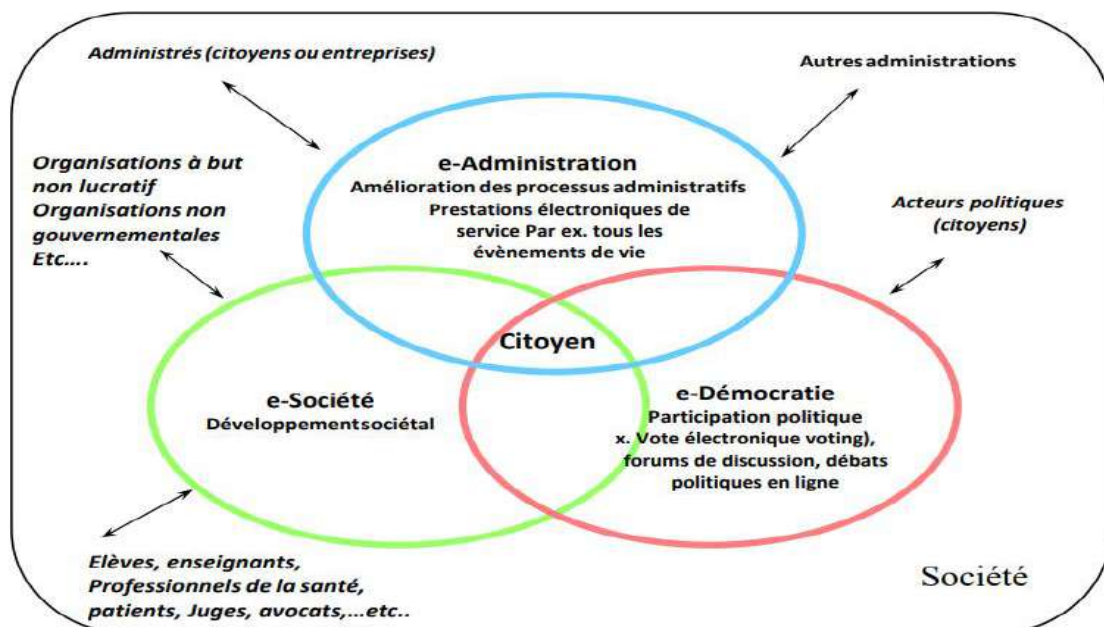 Administrés (citoyens ou entreprises)
Autres administrations
e-Administration
Amélioration des processus administratifs
Prestations électroniques de
service Par ex. tous les
évènements de vie
Organisations à but
non lucratif
Organisations non
gouvernementales
Etc....
Acteurs politiques
(citoyens)
Citoyen
e-Société
Développement sociétal
e-Démocratie
Participation politique
x. Vote électronique voting),
forums de discussion, débats
politiques en ligne
Elèves, enseignants,
Professionnels de la santé,
patients, Juges, avocats,...etc..
Société